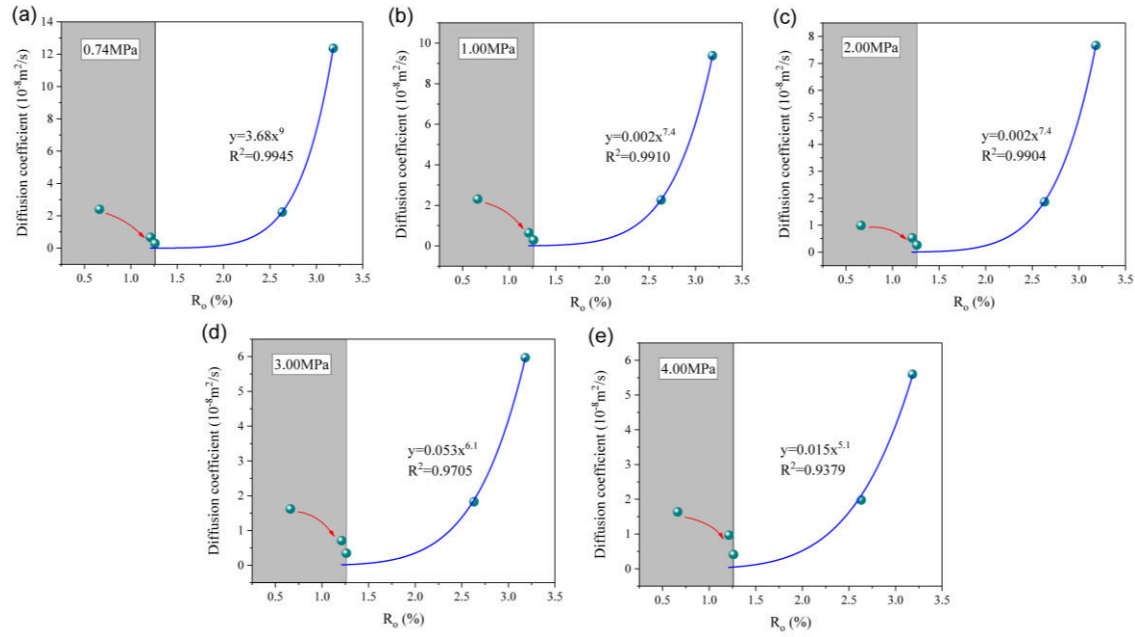 (a)
14
12
10
8
6
4
2
0
Diffusion coefficient (10⁻⁸m²/s)
0.74MPa
y=3.68x⁹
R²=0.9945
0.5 1.0 1.5 2.0 2.5 3.0 3.5
Rₒ (%)
(b)
10
8
6
4
2
0
Diffusion coefficient (10⁻⁸m²/s)
1.00MPa
y=0.002x⁷·⁴
R²=0.9910
0.5 1.0 1.5 2.0 2.5 3.0 3.5
Rₒ (%)
(c)
8
7
6
5
4
3
2
1
0
Diffusion coefficient (10⁻⁸m²/s)
2.00MPa
y=0.002x⁷·⁴
R²=0.9904
0.5 1.0 1.5 2.0 2.5 3.0 3.5
Rₒ (%)
(d)
6
5
4
3
2
1
0
Diffusion coefficient (10⁻⁸m²/s)
3.00MPa
y=0.053x⁶·¹
R²=0.9705
0.5 1.0 1.5 2.0 2.5 3.0 3.5
Rₒ (%)
(e)
6
5
4
3
2
1
0
Diffusion coefficient (10⁻⁸m²/s)
4.00MPa
y=0.015x⁵·¹
R²=0.9379
0.5 1.0 1.5 2.0 2.5 3.0 3.5
Rₒ (%)